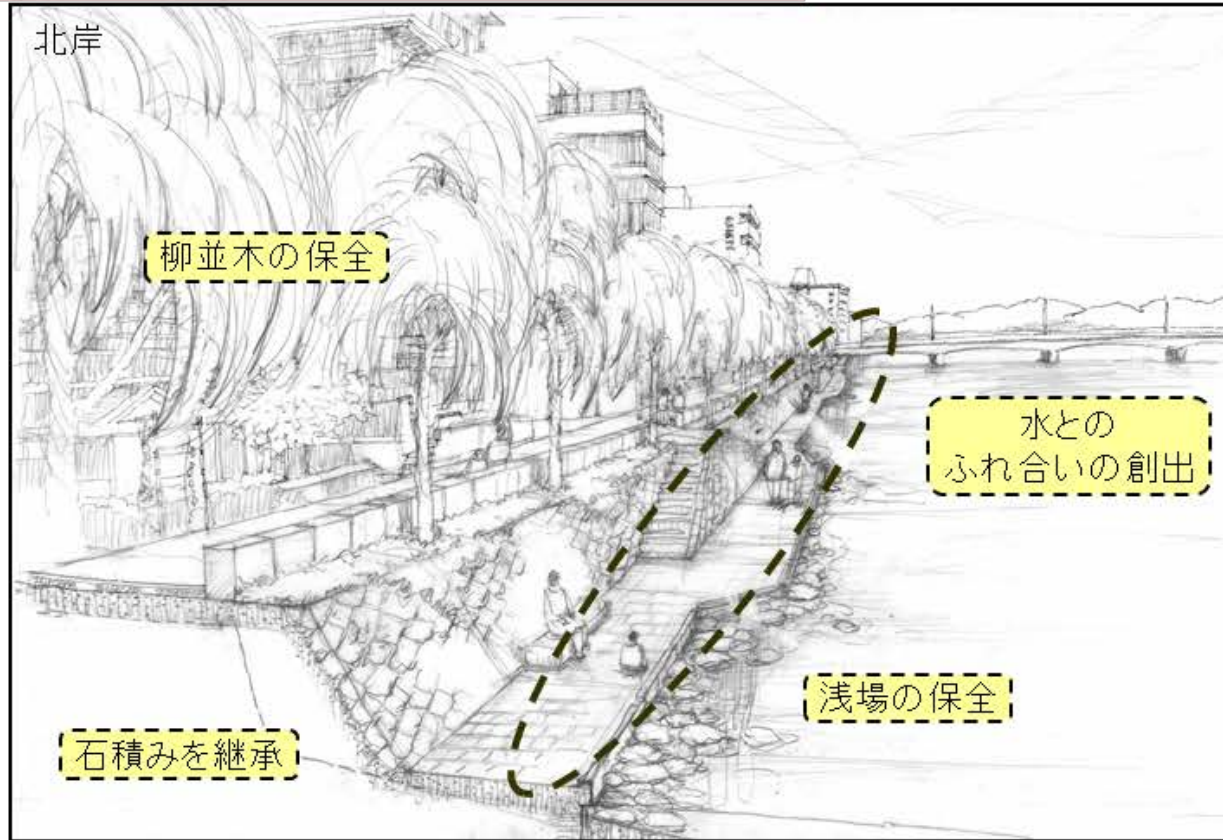 北岸
柳並木の保全
水との
ふれ合いの創出
浅場の保全
石積みを継承